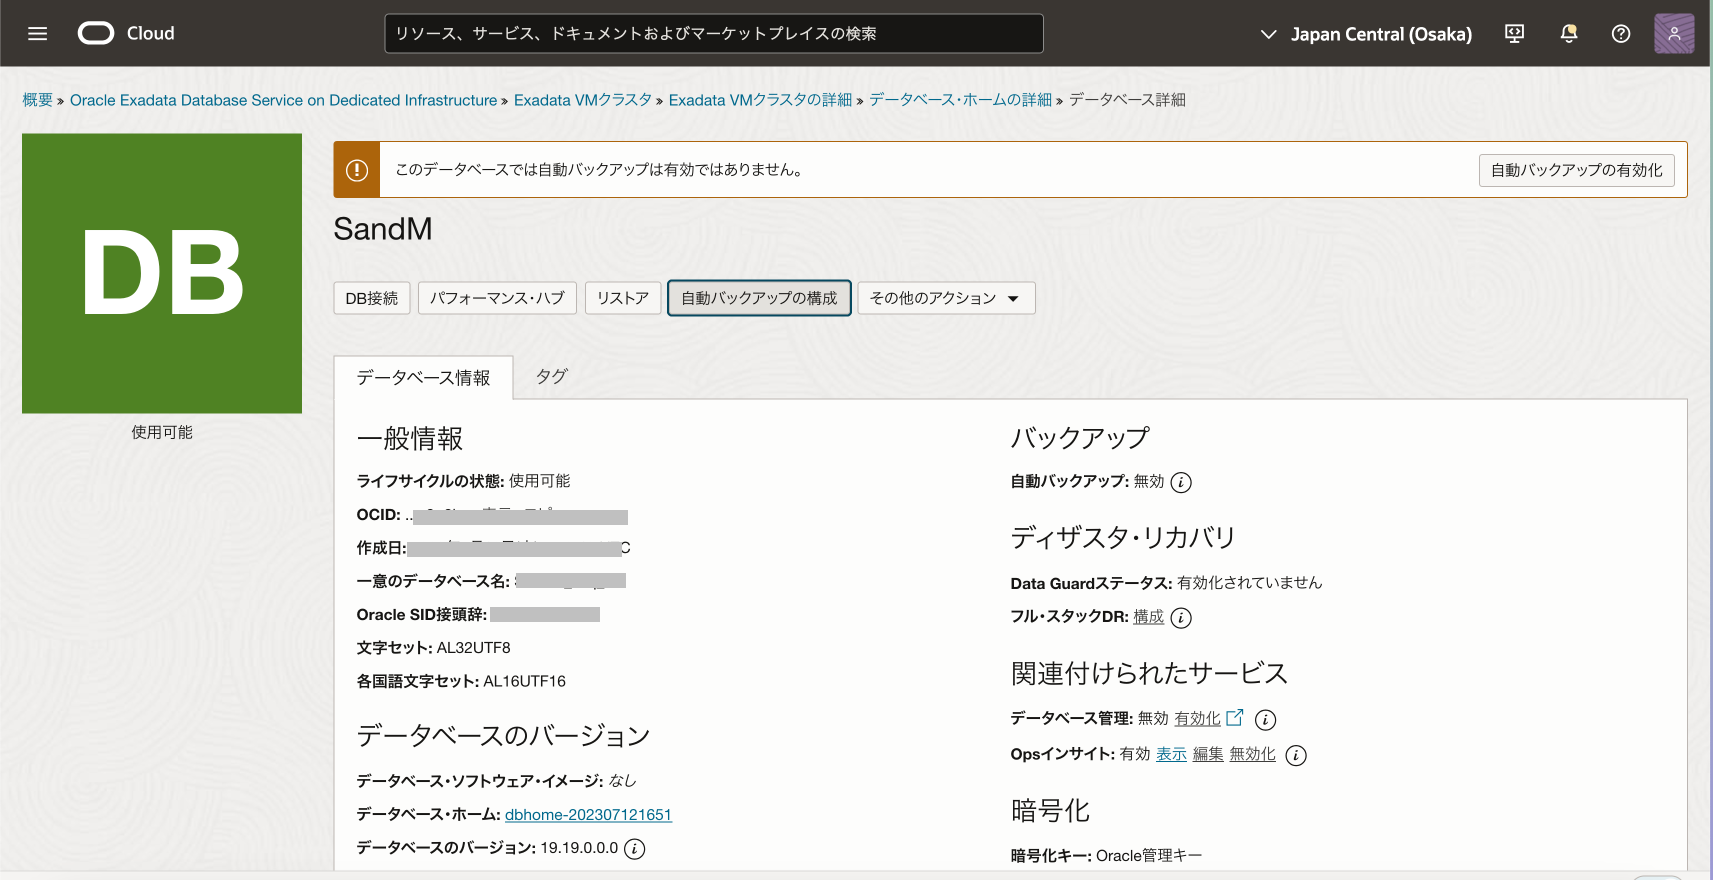 Cloud
リソース、サービス、ドキュメントおよびマーケットプレイスの検索
Japan Central (Osaka)
概要 » Oracle Exadata Database Service on Dedicated Infrastructure » Exadata VMクラスタ » Exadata VMクラスタの詳細 » データベース・ホームの詳細 » データベース詳細
このデータベースでは自動バックアップは有効ではありません。
自動バックアップの有効化
DB
使用可能
SandM
DB接続
パフォーマンス・ハブ
リストア
自動バックアップの構成
その他のアクション
データベース情報
タグ
一般情報
ライフサイクルの状態: 使用可能
OCID: ..
作成日:
一意のデータベース名:
Oracle SID接頭辞:
文字セット: AL32UTF8
各国語文字セット: AL16UTF16
データベースのバージョン
データベース・ソフトウェア・イメージ: なし
データベース・ホーム: dbhome-202307121651
データベースのバージョン: 19.19.0.0.0
バックアップ
自動バックアップ: 無効
ディザスタ・リカバリ
Data Guardステータス: 有効化されていません
フル・スタックDR: 構成
関連付けられたサービス
データベース管理: 無効 有効化
Opsインサイト: 有効 表示 編集 無効化
暗号化
暗号化キー: Oracle管理キー